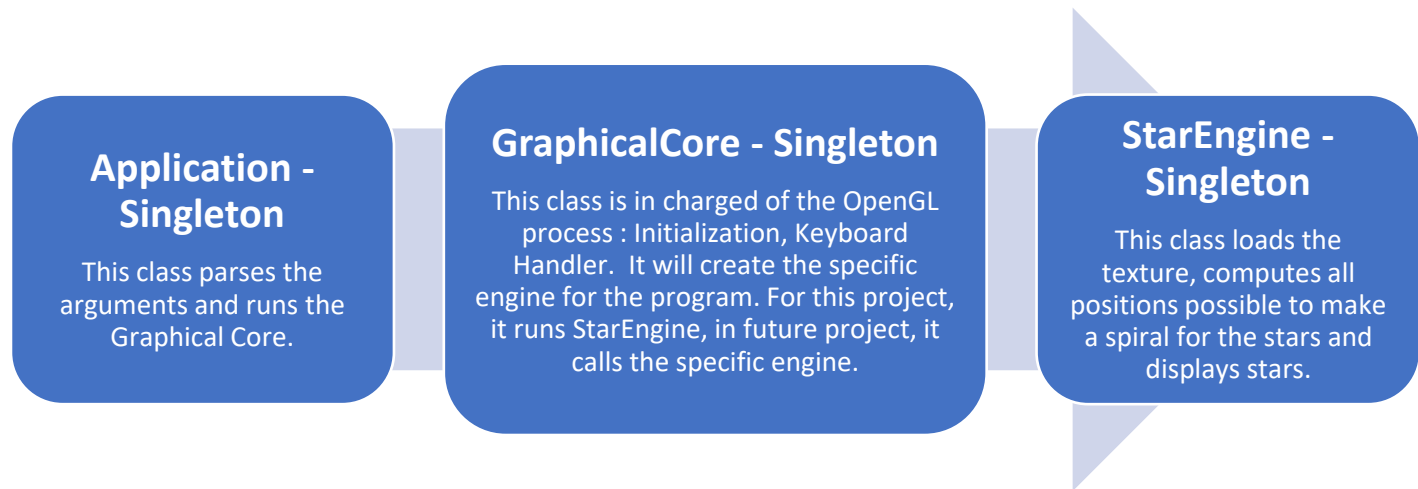 Application -
Singleton
This class parses the
arguments and runs the
Graphical Core.
GraphicalCore - Singleton
This class is in charged of the OpenGL
process : Initialization, Keyboard
Handler.  It will create the specific
engine for the program. For this project,
it runs StarEngine, in future project, it
calls the specific engine.
StarEngine -
Singleton
This class loads the
texture, computes all
positions possible to make
a spiral for the stars and
displays stars.